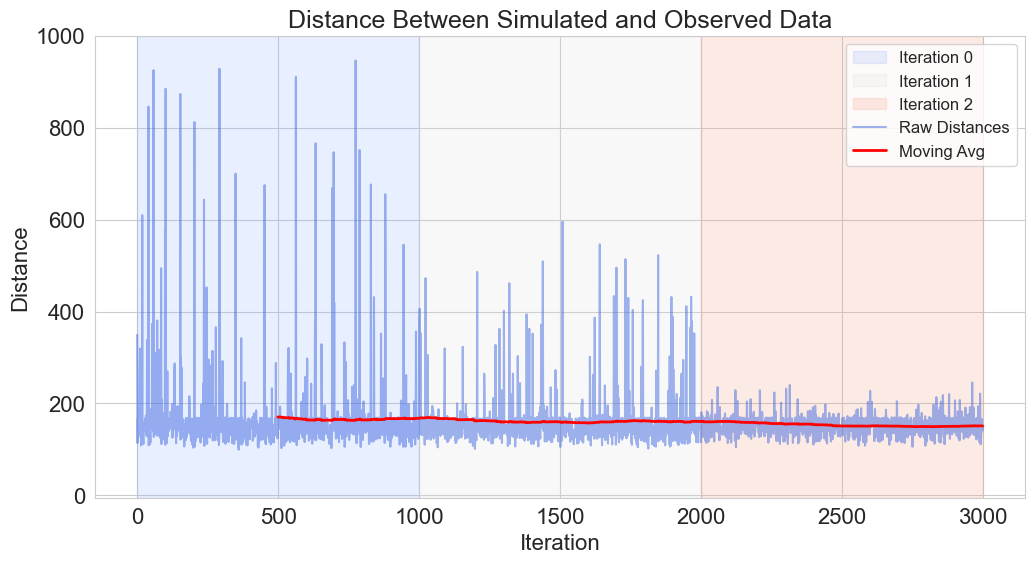 Distance Between Simulated and Observed Data
1000
800
600
400
200
0
Distance
0 500 1000 1500 2000 2500 3000
Iteration
Iteration 0
Iteration 1
Iteration 2
Raw Distances
Moving Avg